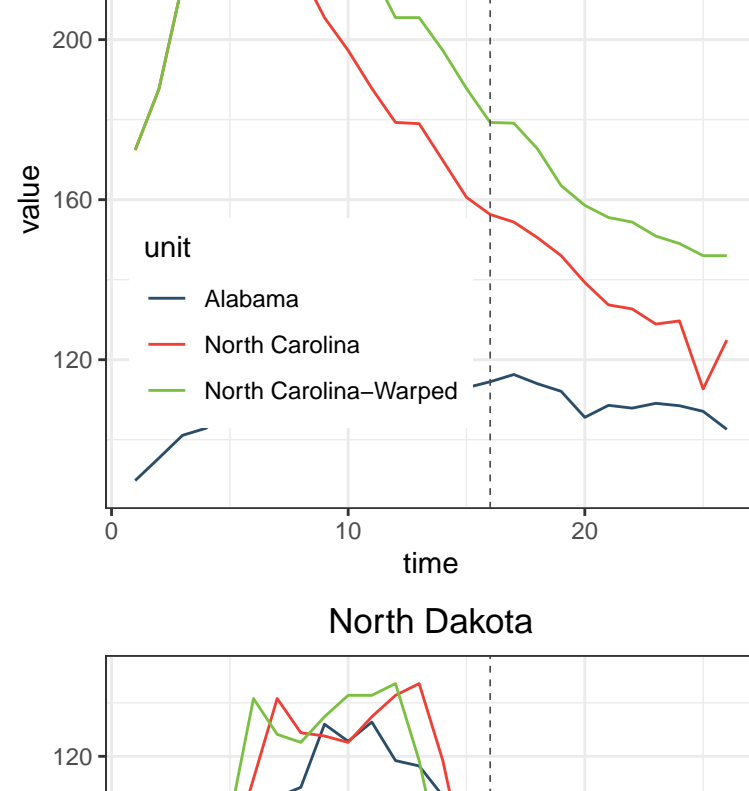 200
160
120
value
unit
Alabama
North Carolina
North Carolina−Warped
0 10 20
time
North Dakota
120